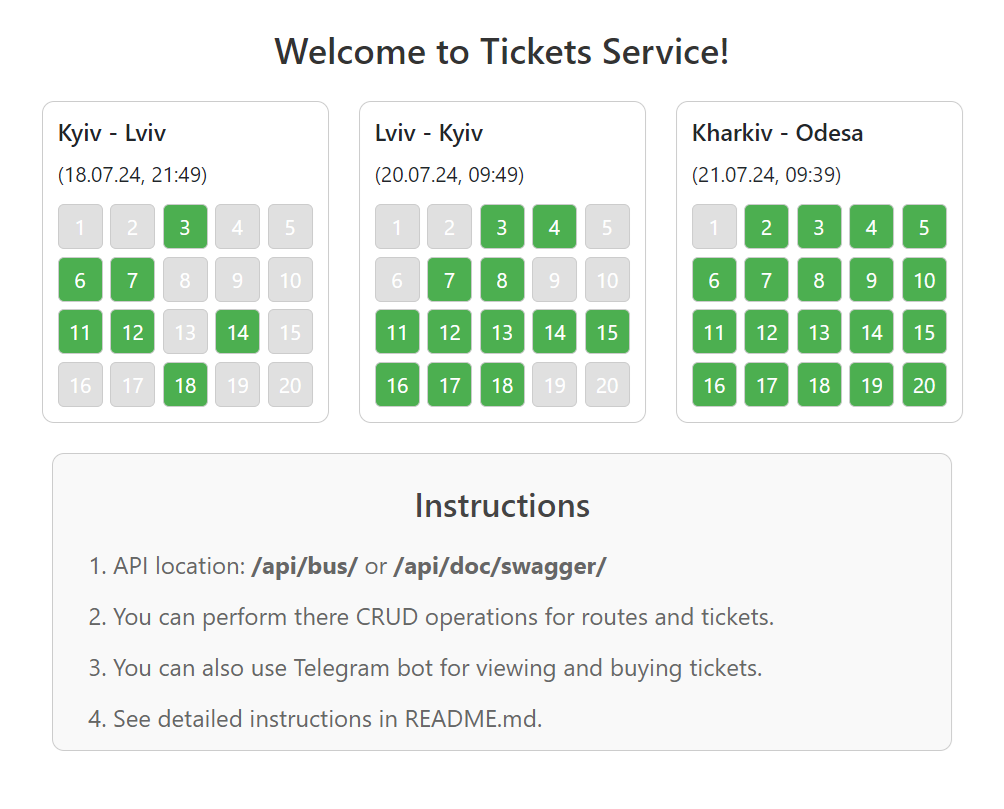 Welcome to Tickets Service!
Kyiv - Lviv
(18.07.24, 21:49)
1 2 3 4 5
6 7 8 9 10
11 12 13 14 15
16 17 18 19 20
Lviv - Kyiv
(20.07.24, 09:49)
1 2 3 4 5
6 7 8 9 10
11 12 13 14 15
16 17 18 19 20
Kharkiv - Odesa
(21.07.24, 09:39)
1 2 3 4 5
6 7 8 9 10
11 12 13 14 15
16 17 18 19 20
Instructions
1. API location: /api/bus/ or /api/doc/swagger/
2. You can perform there CRUD operations for routes and tickets.
3. You can also use Telegram bot for viewing and buying tickets.
4. See detailed instructions in README.md.